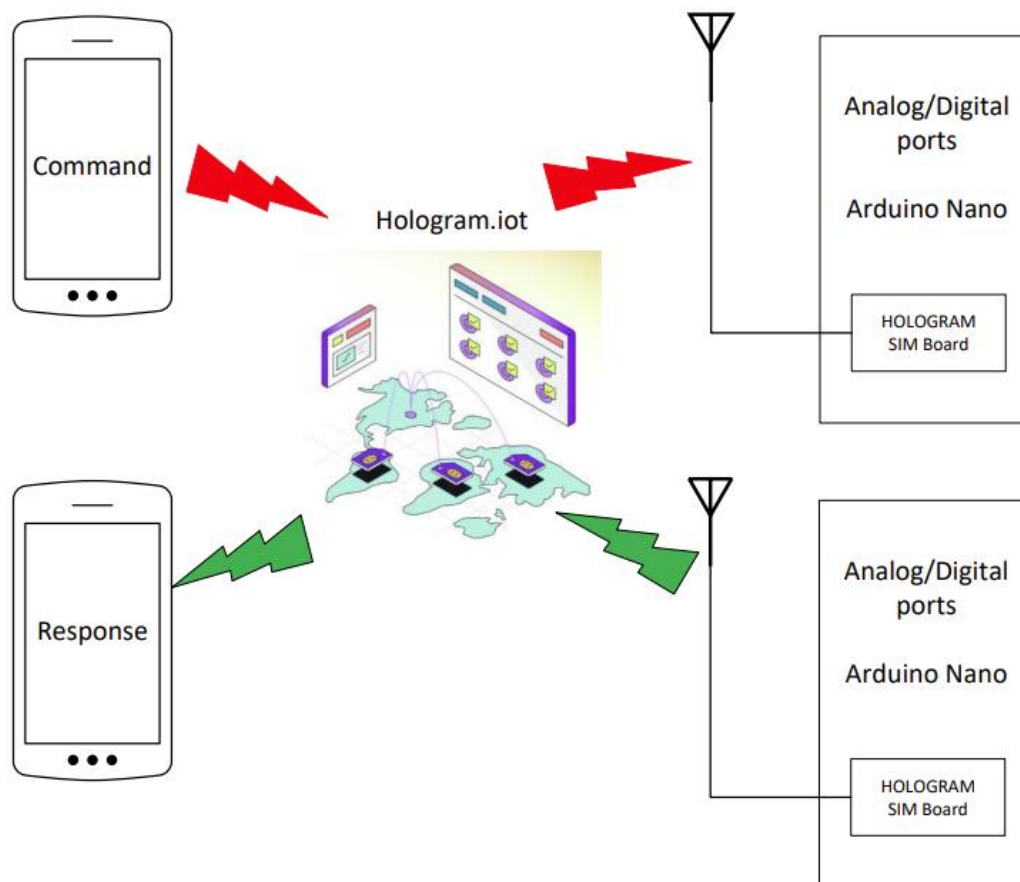 Command
Hologram.iot
Analog/Digital
ports
Arduino Nano
HOLOGRAM
SIM Board
Response
Analog/Digital
ports
Arduino Nano
HOLOGRAM
SIM Board